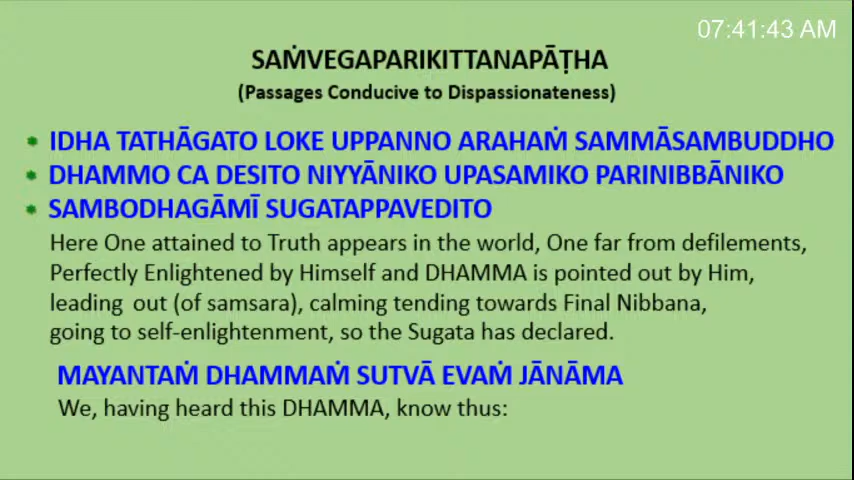 07:41:43 AM
SAṀVEGAPARIKITTANAPĀṬHA
(Passages Conducive to Dispassionateness)
IDHA TATHĀGATO LOKE UPPANNO ARAHAṀ SAMMĀSAMBUDDHO
DHAMMO CA DESITO NIYYĀNIKO UPASAMIKO PARINIBBĀNIKO
SAMBODHAGĀMĪ SUGATAPPAVEDITO
Here One attained to Truth appears in the world, One far from defilements,
Perfectly Enlightened by Himself and DHAMMA is pointed out by Him,
leading out (of samsara), calming tending towards Final Nibbana,
going to self-enlightenment, so the Sugata has declared.
MAYANTAṀ DHAMMAṀ SUTVĀ EVAṀ JĀNĀMA
We, having heard this DHAMMA, know thus: